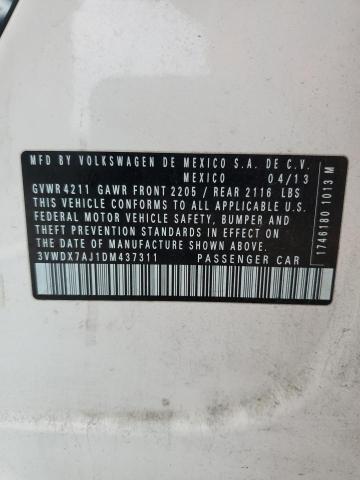 MFD BY VOLKSWAGEN DE MEXICO S.A. DE C.V.
MEXICO 04/13
GVWR 4211 GAWR FRONT 2205 / REAR 2116 LBS
THIS VEHICLE CONFORMS TO ALL APPLICABLE
FEDERAL MOTOR VEHICLE SAFETY, BUMPER AND
THEFT PREVENTION STANDARDS IN EFFECT ON
THE DATE OF MANUFACTURE SHOWN ABOVE.
3VWDX7AJ1DM437311 PASSENGER CAR
1746180 1013 M